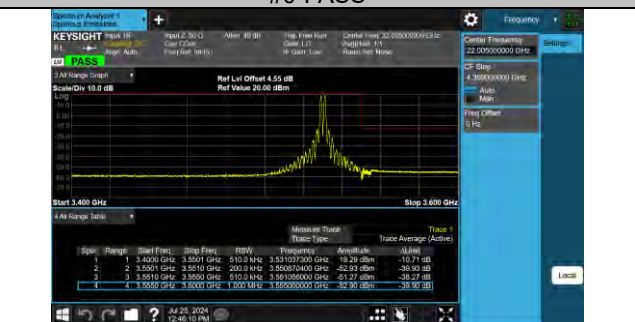 #6 PASS
Spectrum Analyzer 1
Spurious Emissions
Frequency
KEYSIGHT Input: RF
Input Z: 50 Ω
Atten: 40 dB
Trig: Free Run
Center Freq: 22.005000000 GHz
Corr CCorr
Gate: LO
Align: Auto
Freq Ref: Int (S)
IF Gain: Low
Radio Std: None
PASS
Center Frequency
22.005000000 GHz
Settings
CF Step
4.399000000 GHz
Auto
Man
Freq Offset
0 Hz
3 All Range Graph
Scale/Div 10.0 dB
Ref Lvl Offset 4.55 dB
Ref Value 20.00 dBm
Log
Start 3.400 GHz
Stop 3.600 GHz
4 All Range Table
Measure Trace
Trace 1
Trace Type
Trace Average (Active)
Spur Range Start Freq Stop Freq RBW Frequency Amplitude ΔLimit
1 1 3.4000 GHz 3.5501 GHz 510.0 kHz 3.531037300 GHz 19.29 dBm -10.71 dB
2 2 3.5501 GHz 3.5510 GHz 200.0 kHz 3.550870400 GHz -52.93 dBm -39.93 dB
3 3 3.5510 GHz 3.5550 GHz 510.0 kHz 3.551056000 GHz -51.27 dBm -38.27 dB
4 4 3.5550 GHz 3.6000 GHz 1.000 MHz 3.555000000 GHz -52.90 dBm -39.90 dB
Local
Jul 25, 2024
12:46:10 PM